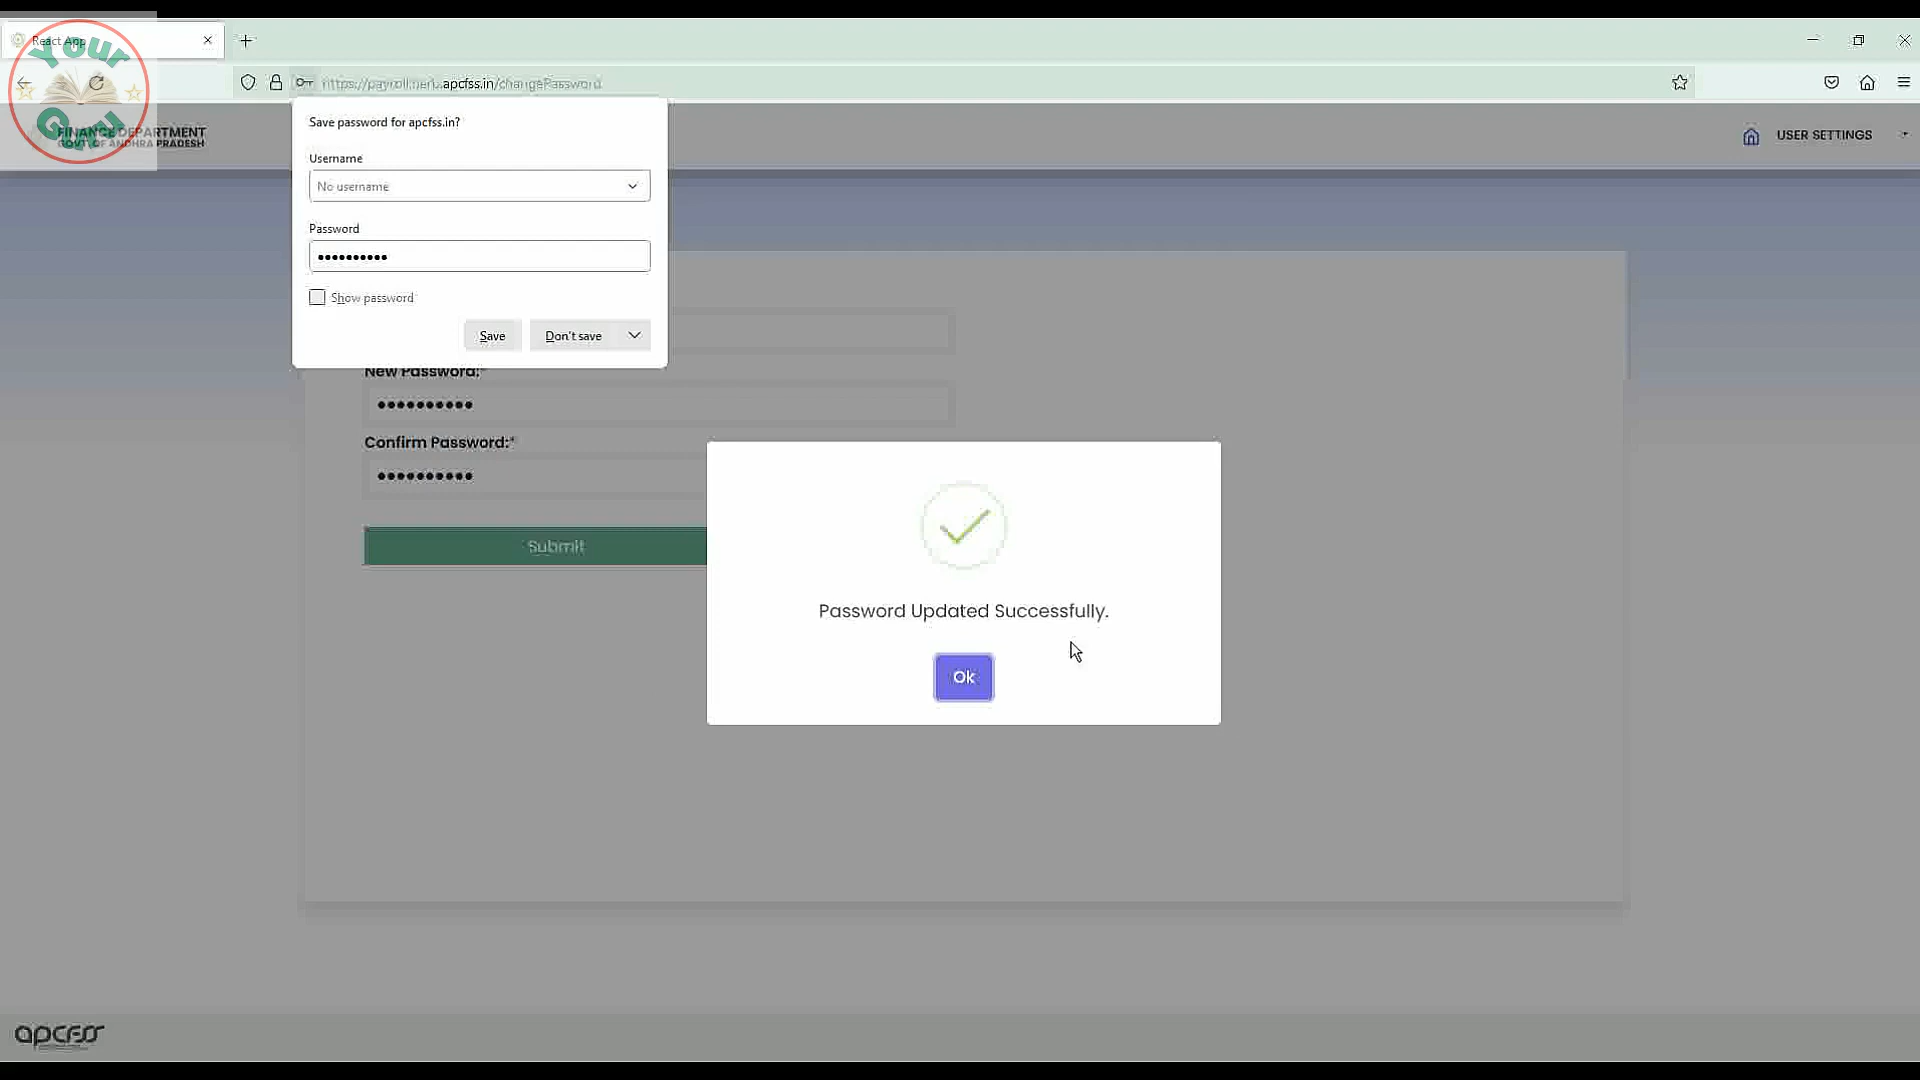 React App
Your
Guru
https://payroll.herb.apcfss.in/changePassword
FINANCE DEPARTMENT
GOVT. OF ANDHRA PRADESH
USER SETTINGS
Save password for apcfss.in?
Username
No username
Password
Show password
Save
Don't save
New Password:*
Confirm Password:*
Submit
Password Updated Successfully.
Ok
apcfss